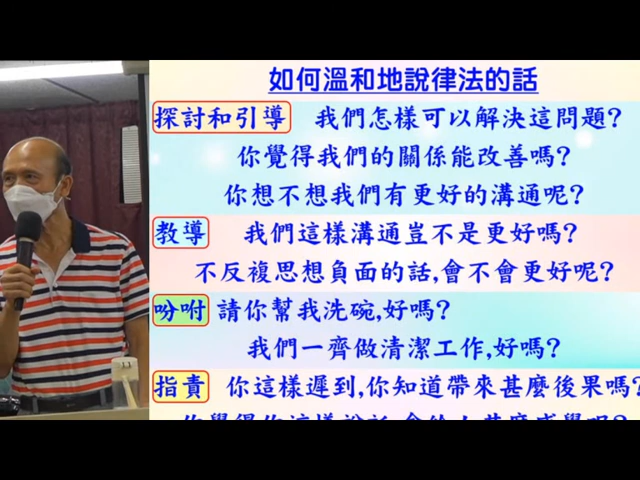 如何溫和地說律法的話
探討和引導 我們怎樣可以解決這問題?
你覺得我們的關係能改善嗎?
你想不想我們有更好的溝通呢?
教導 我們這樣溝通豈不是更好嗎?
不反複思想負面的話,會不會更好呢?
吩咐 請你幫我洗碗,好嗎?
我們一齊做清潔工作,好嗎?
指責 你這樣遲到,你知道帶來甚麼後果嗎?